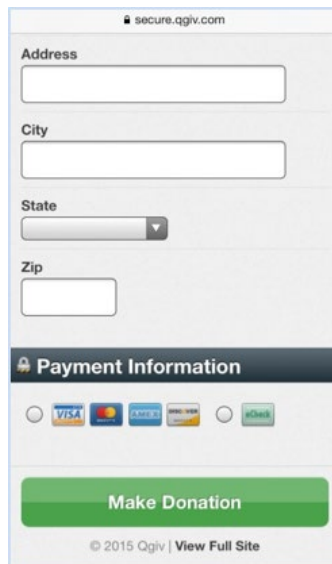 secure.qgiv.com
Address
City
State
Zip
Payment Information
VISA AMEX DISCOVER eCheck
Make Donation
© 2015 Qgiv | View Full Site